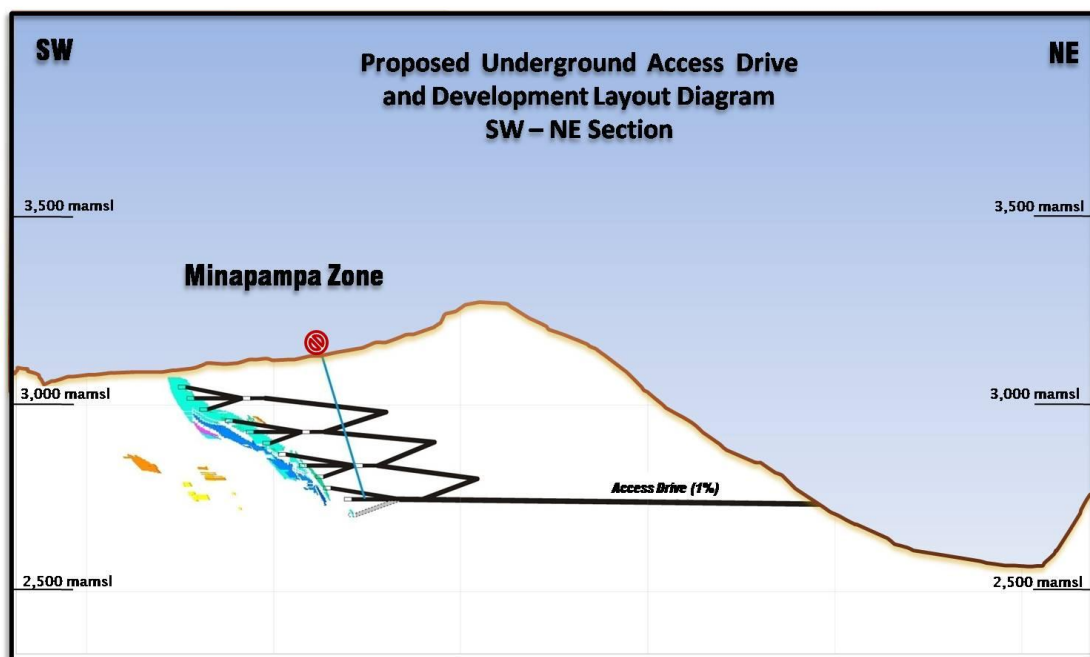 SW
NE
Proposed Underground Access Drive
and Development Layout Diagram
SW – NE Section
3,500 mamsl
3,500 mamsl
Minapampa Zone
3,000 mamsl
3,000 mamsl
Access Drive (1%)
2,500 mamsl
2,500 mamsl